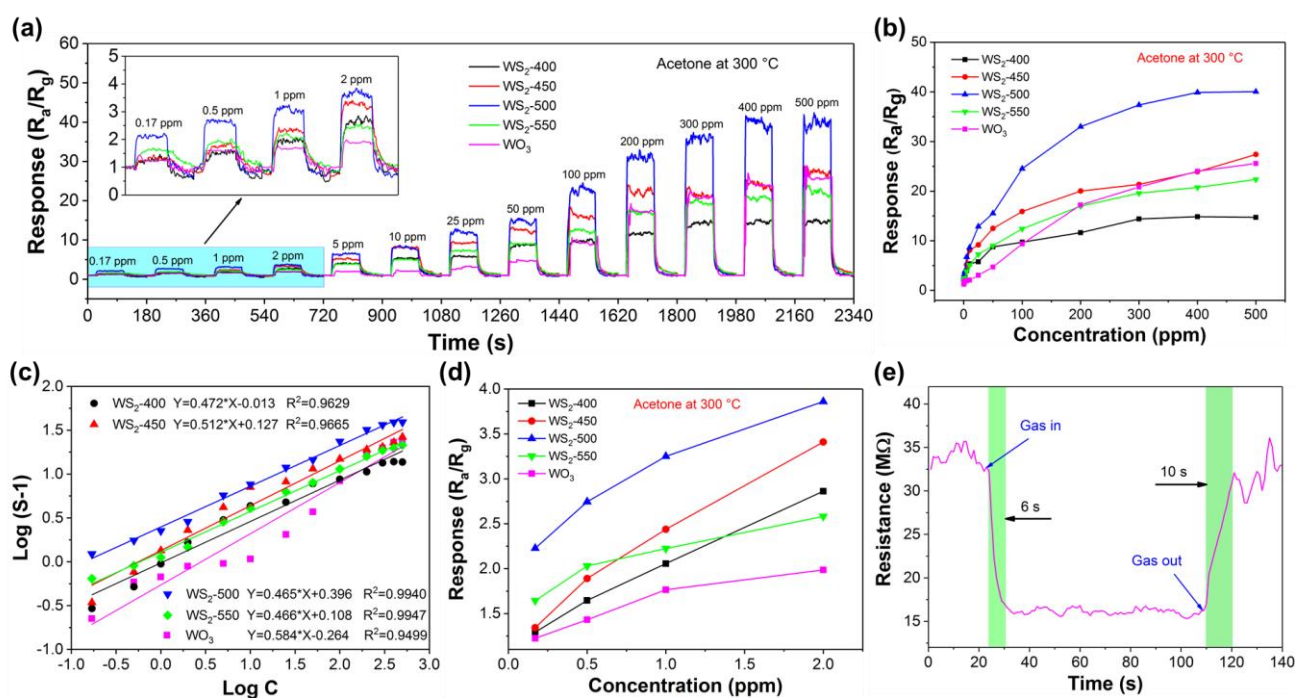 (a)
Response (Ra/Rg)
60
50
40
30
20
10
0
0 180 360 540 720 900 1080 1260 1440 1620 1800 1980 2160 2340
Time (s)
5
4
3
2
1
0
0.17 ppm
0.5 ppm
1 ppm
2 ppm
WS2-400
WS2-450
WS2-500
WS2-550
WO3
Acetone at 300 °C
0.17 ppm 0.5 ppm 1 ppm 2 ppm 5 ppm 10 ppm 25 ppm 50 ppm 100 ppm 200 ppm 300 ppm 400 ppm 500 ppm
(b)
Response (Ra/Rg)
50
40
30
20
10
0
0 100 200 300 400 500
Concentration (ppm)
WS2-400
WS2-450
WS2-500
WS2-550
WO3
Acetone at 300 °C
(c)
Log (S-1)
2.0
1.5
1.0
0.5
0.0
-0.5
-1.0
-1.0 -0.5 0.0 0.5 1.0 1.5 2.0 2.5 3.0
Log C
WS2-400 Y=0.472*X-0.013 R2=0.9629
WS2-450 Y=0.512*X+0.127 R2=0.9665
WS2-500 Y=0.465*X+0.396 R2=0.9940
WS2-550 Y=0.466*X+0.108 R2=0.9947
WO3 Y=0.584*X-0.264 R2=0.9499
(d)
Response (Ra/Rg)
4.0
3.5
3.0
2.5
2.0
1.5
0.0 0.5 1.0 1.5 2.0
Concentration (ppm)
WS2-400
WS2-450
WS2-500
WS2-550
WO3
Acetone at 300 °C
(e)
Resistance (MΩ)
40
35
30
25
20
15
10
0 20 40 60 80 100 120 140
Time (s)
Gas in
6 s
10 s
Gas out